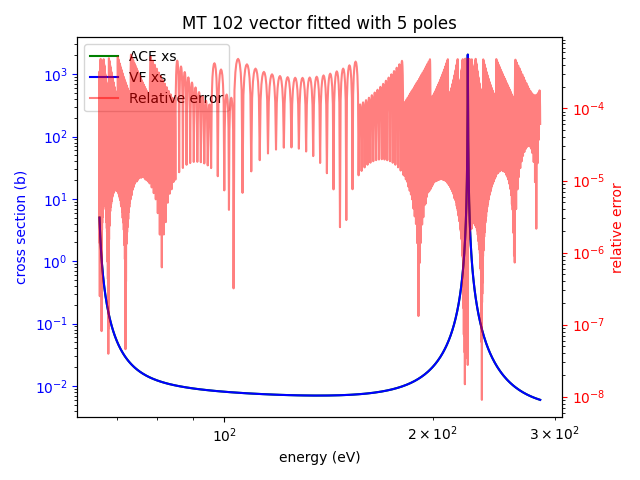 MT 102 vector fitted with 5 poles
ACE xs
VF xs
Relative error
10³
10²
10¹
10⁰
10⁻¹
10⁻²
cross section (b)
10⁻⁴
10⁻⁵
10⁻⁶
10⁻⁷
10⁻⁸
relative error
10² 2 × 10² 3 × 10²
energy (eV)